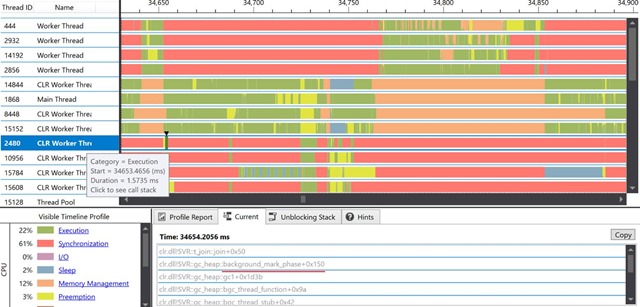 Thread ID Name 34,650 34,700 34,750 34,800 34,850 34,900
444 Worker Thread
2932 Worker Thread
14192 Worker Thread
2856 Worker Thread
14844 CLR Worker Threa
1868 Main Thread
8448 CLR Worker Threa
15152 CLR Worker Threa
2480 CLR Worker Thre
10956 CLR Worker Threa
15784 CLR Worker Threa
15608 CLR Worker Threa
15128 Thread Pool
Category = Execution
Start = 34653.4656 (ms)
Duration = 1.5735 ms
Click to see call stack
Visible Timeline Profile
CPU
22% Execution
61% Synchronization
0% I/O
2% Sleep
12% Memory Management
3% Preemption
Profile Report Current Unblocking Stack Hints
Time: 34654.2056 ms Copy
clr.dll!SVR::t_join::join+0x50
clr.dll!SVR::gc_heap::background_mark_phase+0x150
clr.dll!SVR::gc_heap::gc1+0x1d3b
clr.dll!SVR::gc_heap::bgc_thread_function+0x9a
clr.dll!SVR::gc_heap::bgc_thread_stub+0x42